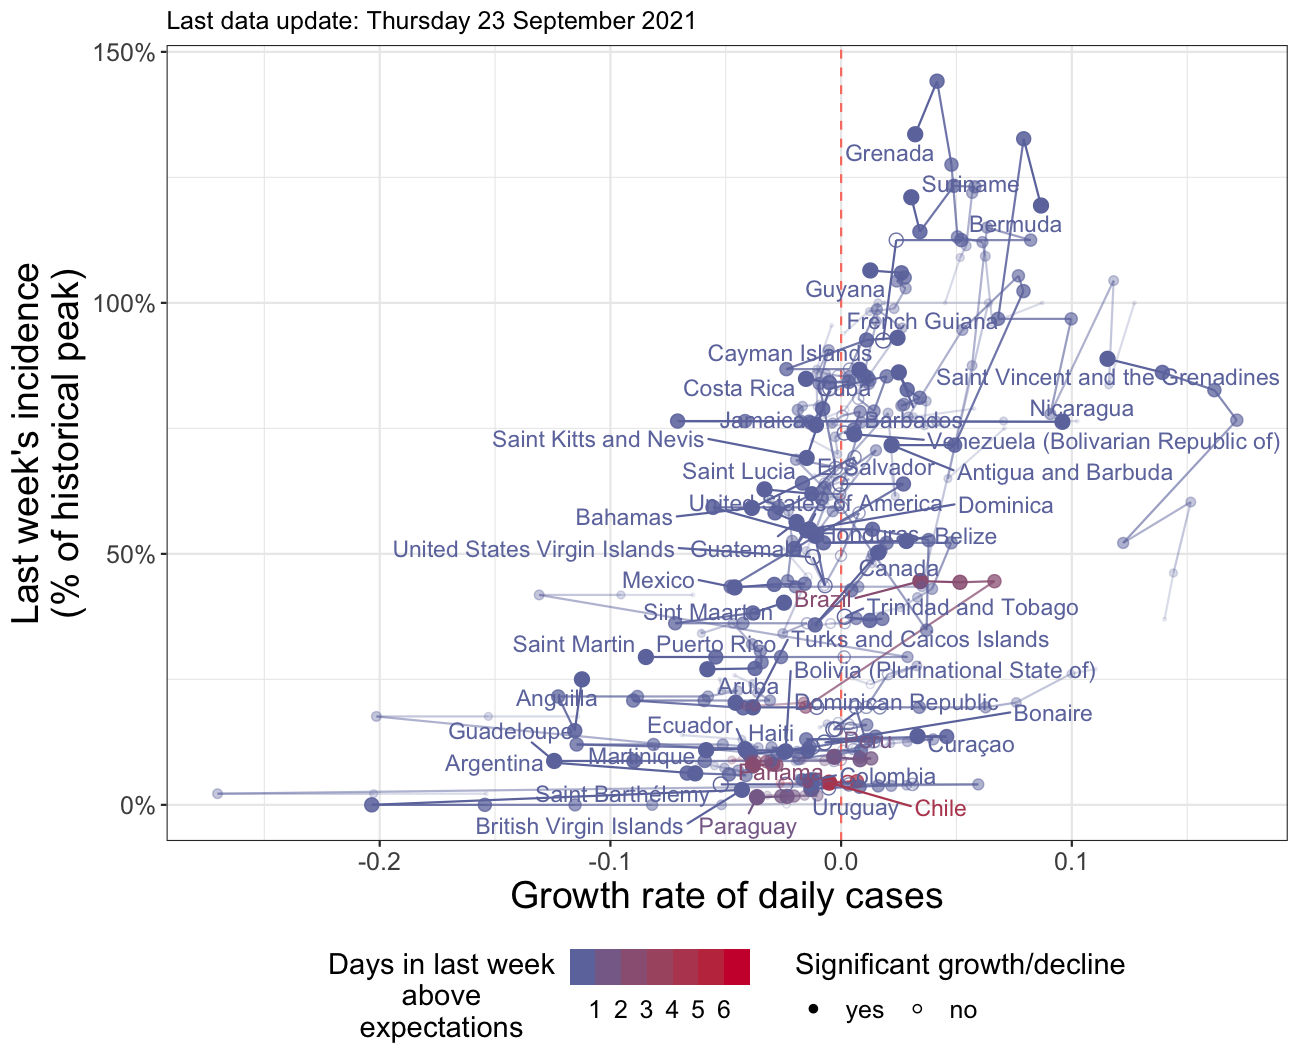 Last data update: Thursday 23 September 2021
150%
100%
50%
0%
Last week's incidence
(% of historical peak)
Grenada
Suriname
Bermuda
Guyana
French Guiana
Cayman Islands
Costa Rica
Cuba
Saint Vincent and the Grenadines
Nicaragua
Jamaica
Barbados
Saint Kitts and Nevis
Venezuela (Bolivarian Republic of)
Saint Lucia
El Salvador
Antigua and Barbuda
United States of America
Dominica
Bahamas
Honduras
Belize
United States Virgin Islands
Guatemala
Canada
Mexico
Brazil
Sint Maarten
Trinidad and Tobago
Saint Martin
Puerto Rico
Turks and Caicos Islands
Bolivia (Plurinational State of)
Aruba
Anguilla
Dominican Republic
Bonaire
Ecuador
Haiti
Guadeloupe
Peru
Curaçao
Martinique
Argentina
Panama
Colombia
Saint Barthélemy
Uruguay
Chile
British Virgin Islands
Paraguay
-0.2
-0.1
0.0
0.1
Growth rate of daily cases
Days in last week
above
expectations
1 2 3 4 5 6
Significant growth/decline
yes
no